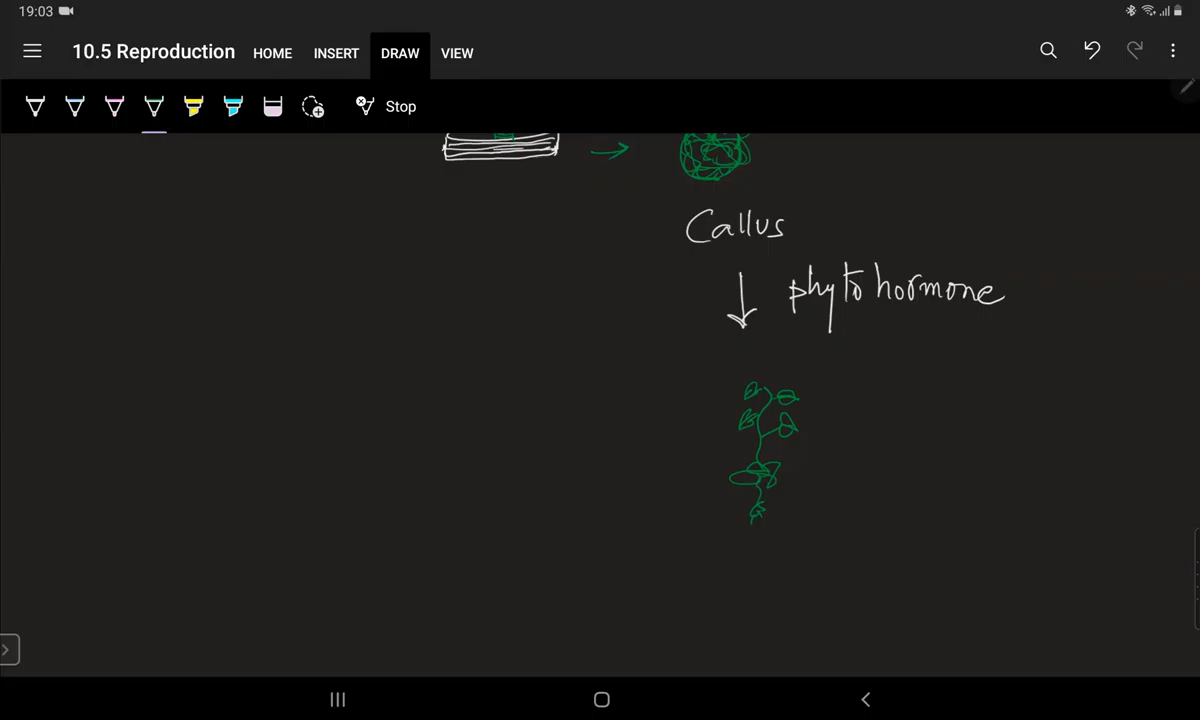 19:03
10.5 Reproduction HOME INSERT DRAW VIEW
Stop
Callus
phytohormone